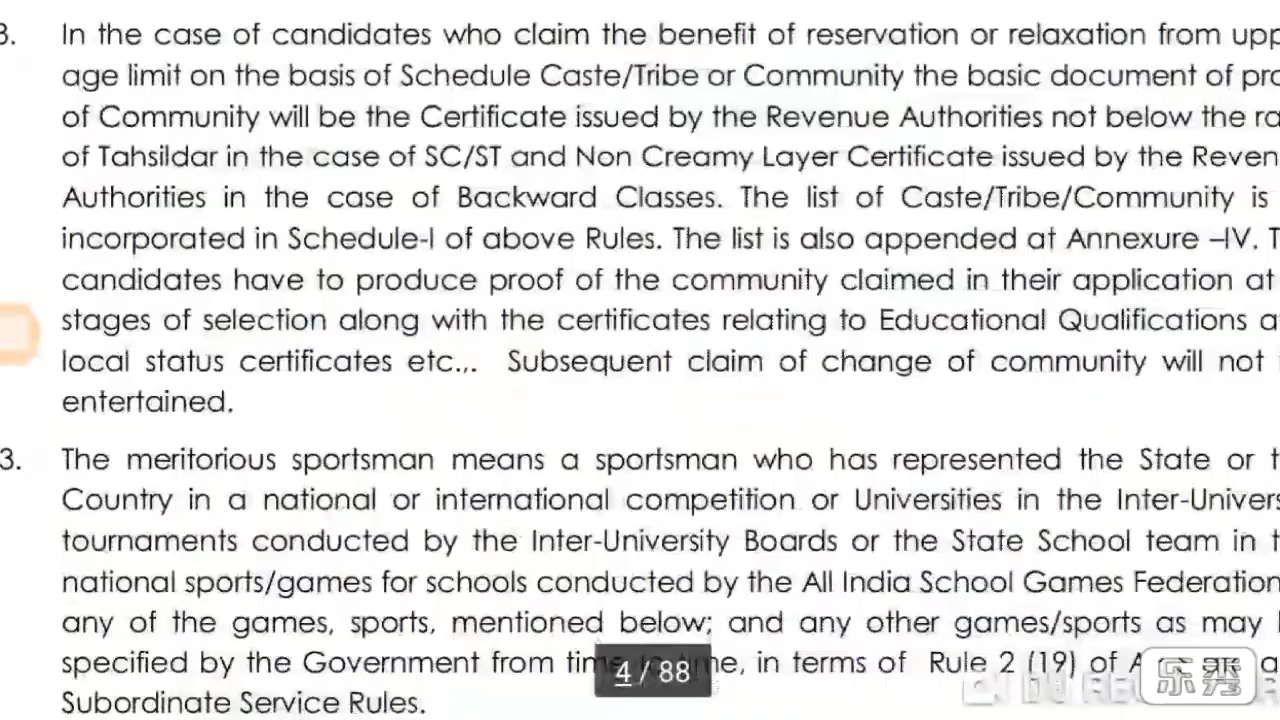 3. In the case of candidates who claim the benefit of reservation or relaxation from upp
age limit on the basis of Schedule Caste/Tribe or Community the basic document of pro
of Community will be the Certificate issued by the Revenue Authorities not below the ra
of Tahsildar in the case of SC/ST and Non Creamy Layer Certificate issued by the Reven
Authorities in the case of Backward Classes. The list of Caste/Tribe/Community is
incorporated in Schedule-I of above Rules. The list is also appended at Annexure –IV. T
candidates have to produce proof of the community claimed in their application at
stages of selection along with the certificates relating to Educational Qualifications a
local status certificates etc.,. Subsequent claim of change of community will not
entertained.
3. The meritorious sportsman means a sportsman who has represented the State or t
Country in a national or international competition or Universities in the Inter-Univers
tournaments conducted by the Inter-University Boards or the State School team in t
national sports/games for schools conducted by the All India School Games Federation
any of the games, sports, mentioned below; and any other games/sports as may
specified by the Government from time to time, in terms of Rule 2 (19) of A
Subordinate Service Rules.
4 / 88
乐秀